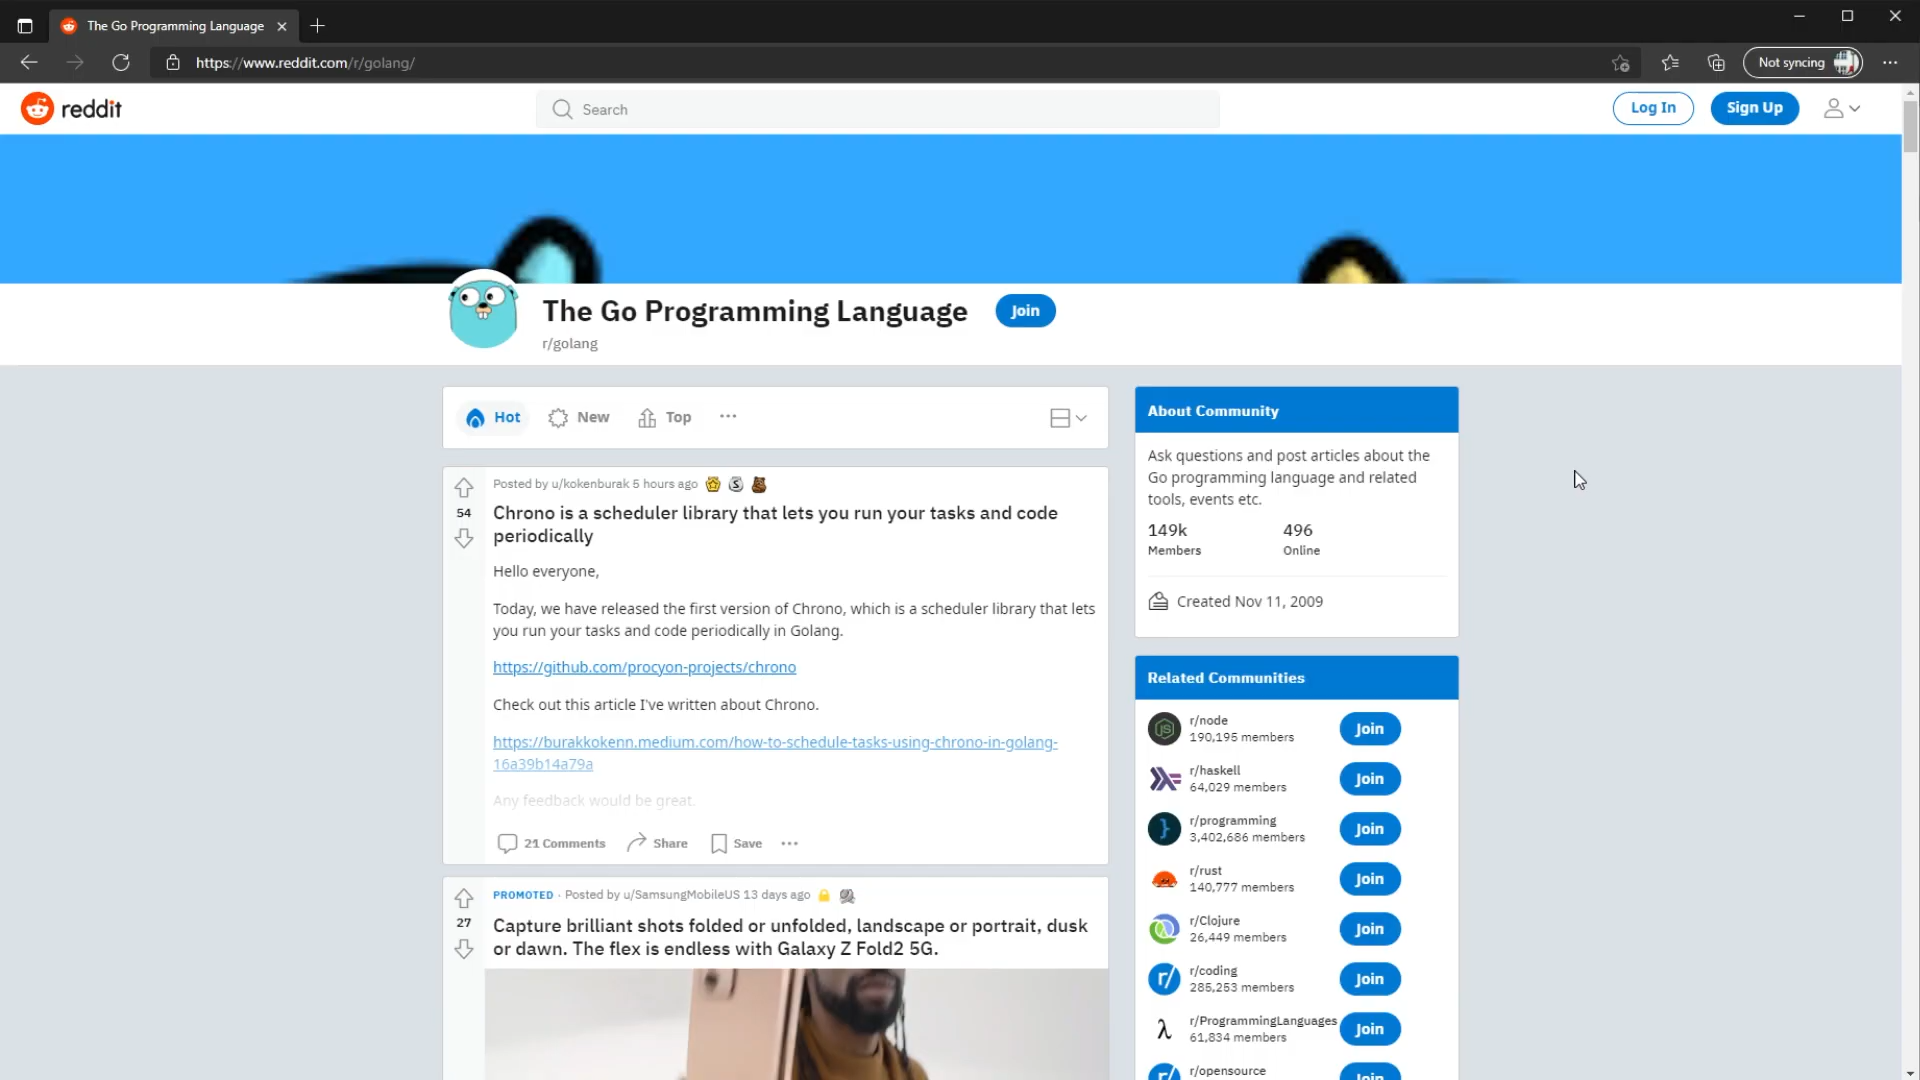 The Go Programming Language
https://www.reddit.com/r/golang/
Not syncing
reddit
Search
Log In
Sign Up
The Go Programming Language
Join
r/golang
Hot
New
Top
54
Posted by u/kokenburak 5 hours ago
Chrono is a scheduler library that lets you run your tasks and code
periodically
Hello everyone,
Today, we have released the first version of Chrono, which is a scheduler library that lets
you run your tasks and code periodically in Golang.
https://github.com/procyon-projects/chrono
Check out this article I've written about Chrono.
https://burakkokenn.medium.com/how-to-schedule-tasks-using-chrono-in-golang-
16a39b14a79a
Any feedback would be great.
21 Comments
Share
Save
27
PROMOTED · Posted by u/SamsungMobileUS 13 days ago
Capture brilliant shots folded or unfolded, landscape or portrait, dusk
or dawn. The flex is endless with Galaxy Z Fold2 5G.
About Community
Ask questions and post articles about the
Go programming language and related
tools, events etc.
149k 496
Members Online
Created Nov 11, 2009
Related Communities
r/node
190,195 members
Join
r/haskell
64,029 members
Join
r/programming
3,402,686 members
Join
r/rust
140,777 members
Join
r/Clojure
26,449 members
Join
r/coding
285,253 members
Join
r/ProgrammingLanguages
61,834 members
Join
r/opensource
Join